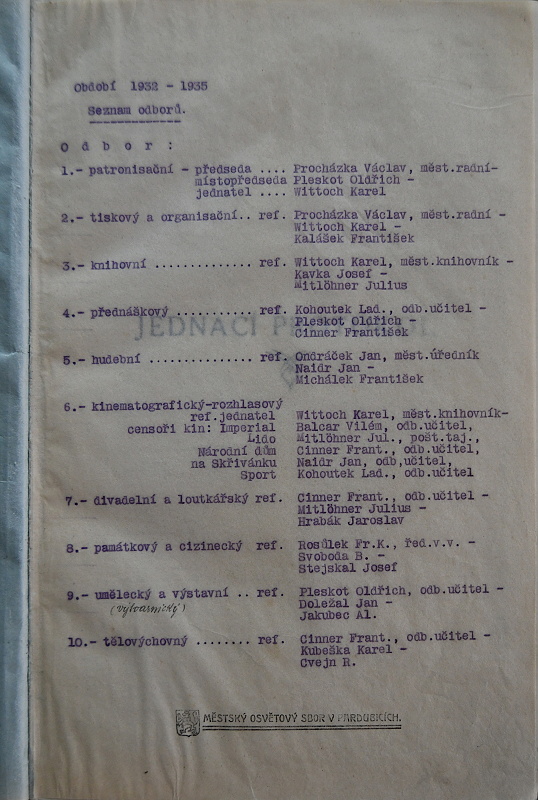 Období 1932 - 1935
Seznam odborů.
O d b o r :
1.- patronisační - předseda .... Procházka Václav, měst.radní-
místopředseda Pleskot Oldřich -
jednatel .... Wittoch Karel
2.- tiskový a organisační.. ref. Procházka Václav, měst.radní -
Wittoch Karel -
Kalášek František
3.- knihovní .............. ref. Wittoch Karel, měst.knihovník -
Kavka Josef -
Mitlöhner Julius
4.- přednáškový ........... ref. Kohoutek Lad., odb.učitel -
Pleskot Oldřich -
Cinner František
JEDNACÍ
5.- hudební ............... ref. Ondráček Jan, měst.úředník
Naidr Jan -
Michálek František
6.- kinematografický-rozhlasový
ref.jednatel Wittoch Karel, měst.knihovník-
censoři kin: Imperial Balcar Vilém, odb.učitel,
Lido Mitlöhner Jul., pošt.taj.,
Národní dům Cinner Frant., odb.učitel,
na Skřivánku Naidr Jan, odb,učitel,
Sport Kohoutek Lad., odb.učitel
7.- divadelní a loutkářský ref. Cinner Frant., odb.učitel -
Mitlöhner Julius -
Hrabák Jaroslav
8.- památkový a cizinecký ref. Rosůlek Fr.K., řed.v.v. -
Svoboda B. -
Stejskal Josef
9.- umělecký a výstavní .. ref. Pleskot Oldřich, odb.učitel -
(výtvarnický) Doležal Jan -
Jakubec Al.
10.- tělovýchovný ........ ref. Cinner Frant., odb.učitel -
Kubeška Karel -
Cvejn R.
MĚSTSKÝ OSVĚTOVÝ SBOR V PARDUBICÍCH.